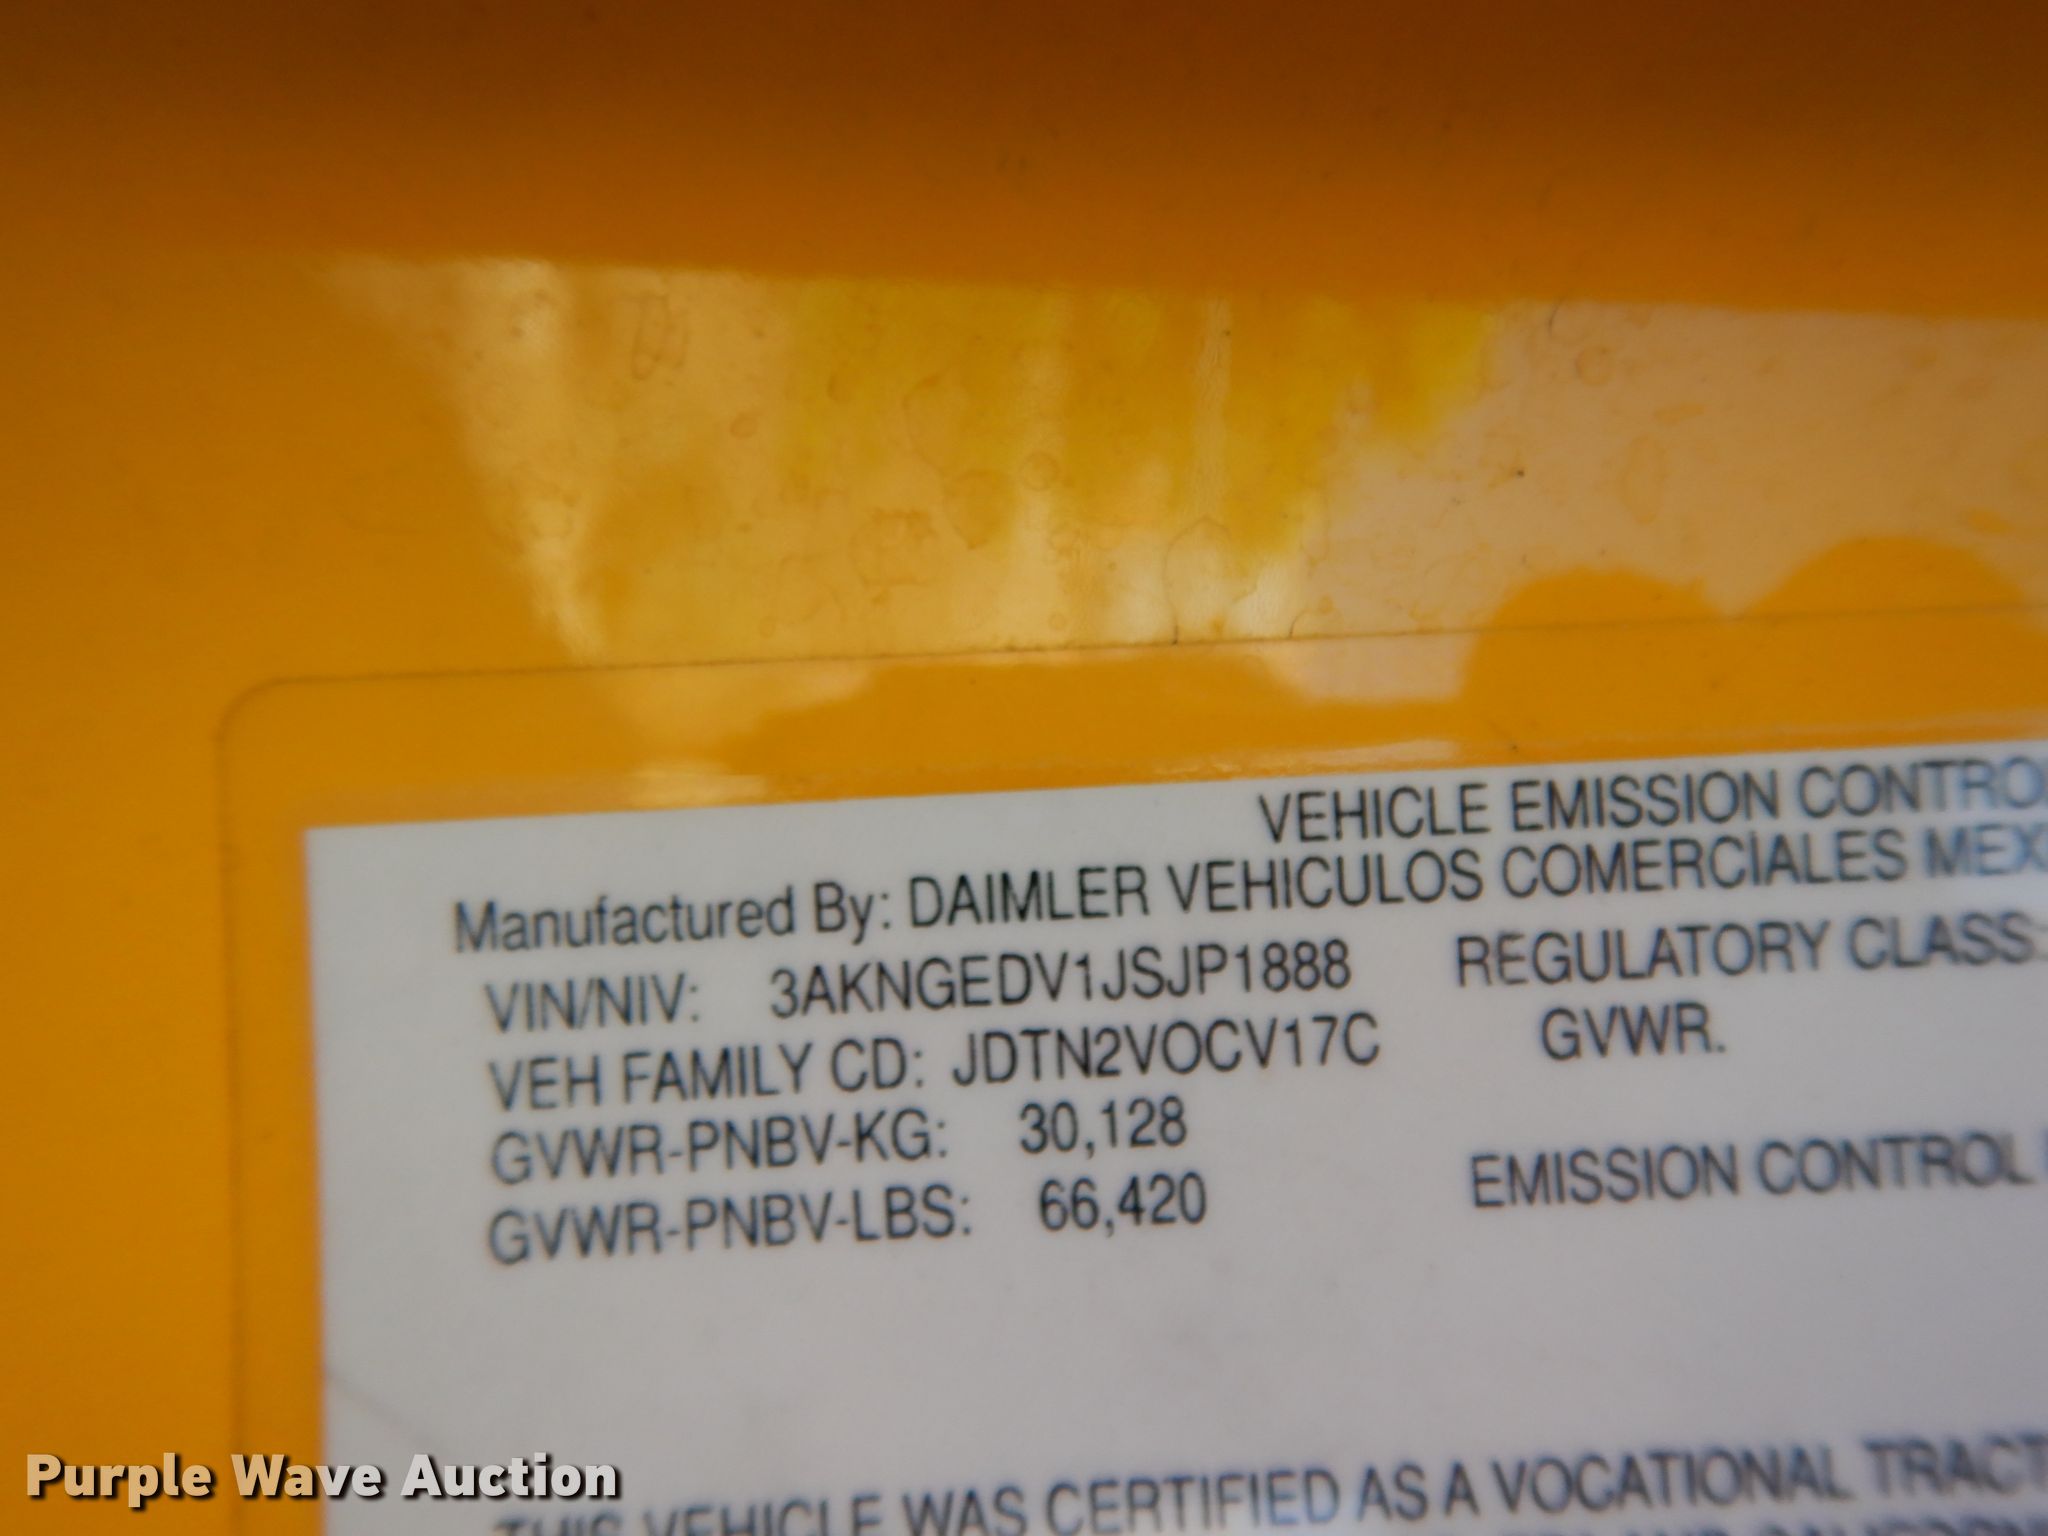 VEHICLE EMISSION CONTRO
Manufactured By: DAIMLER VEHICULOS COMERCIALES MEX
VIN/NIV: 3AKNGEDV1JSJP1888 REGULATORY CLASS:
VEH FAMILY CD: JDTN2VOCV17C GVWR.
GVWR-PNBV-KG: 30,128
GVWR-PNBV-LBS: 66,420 EMISSION CONTROL
THIS VEHICLE WAS CERTIFIED AS A VOCATIONAL TRACT
Purple Wave Auction